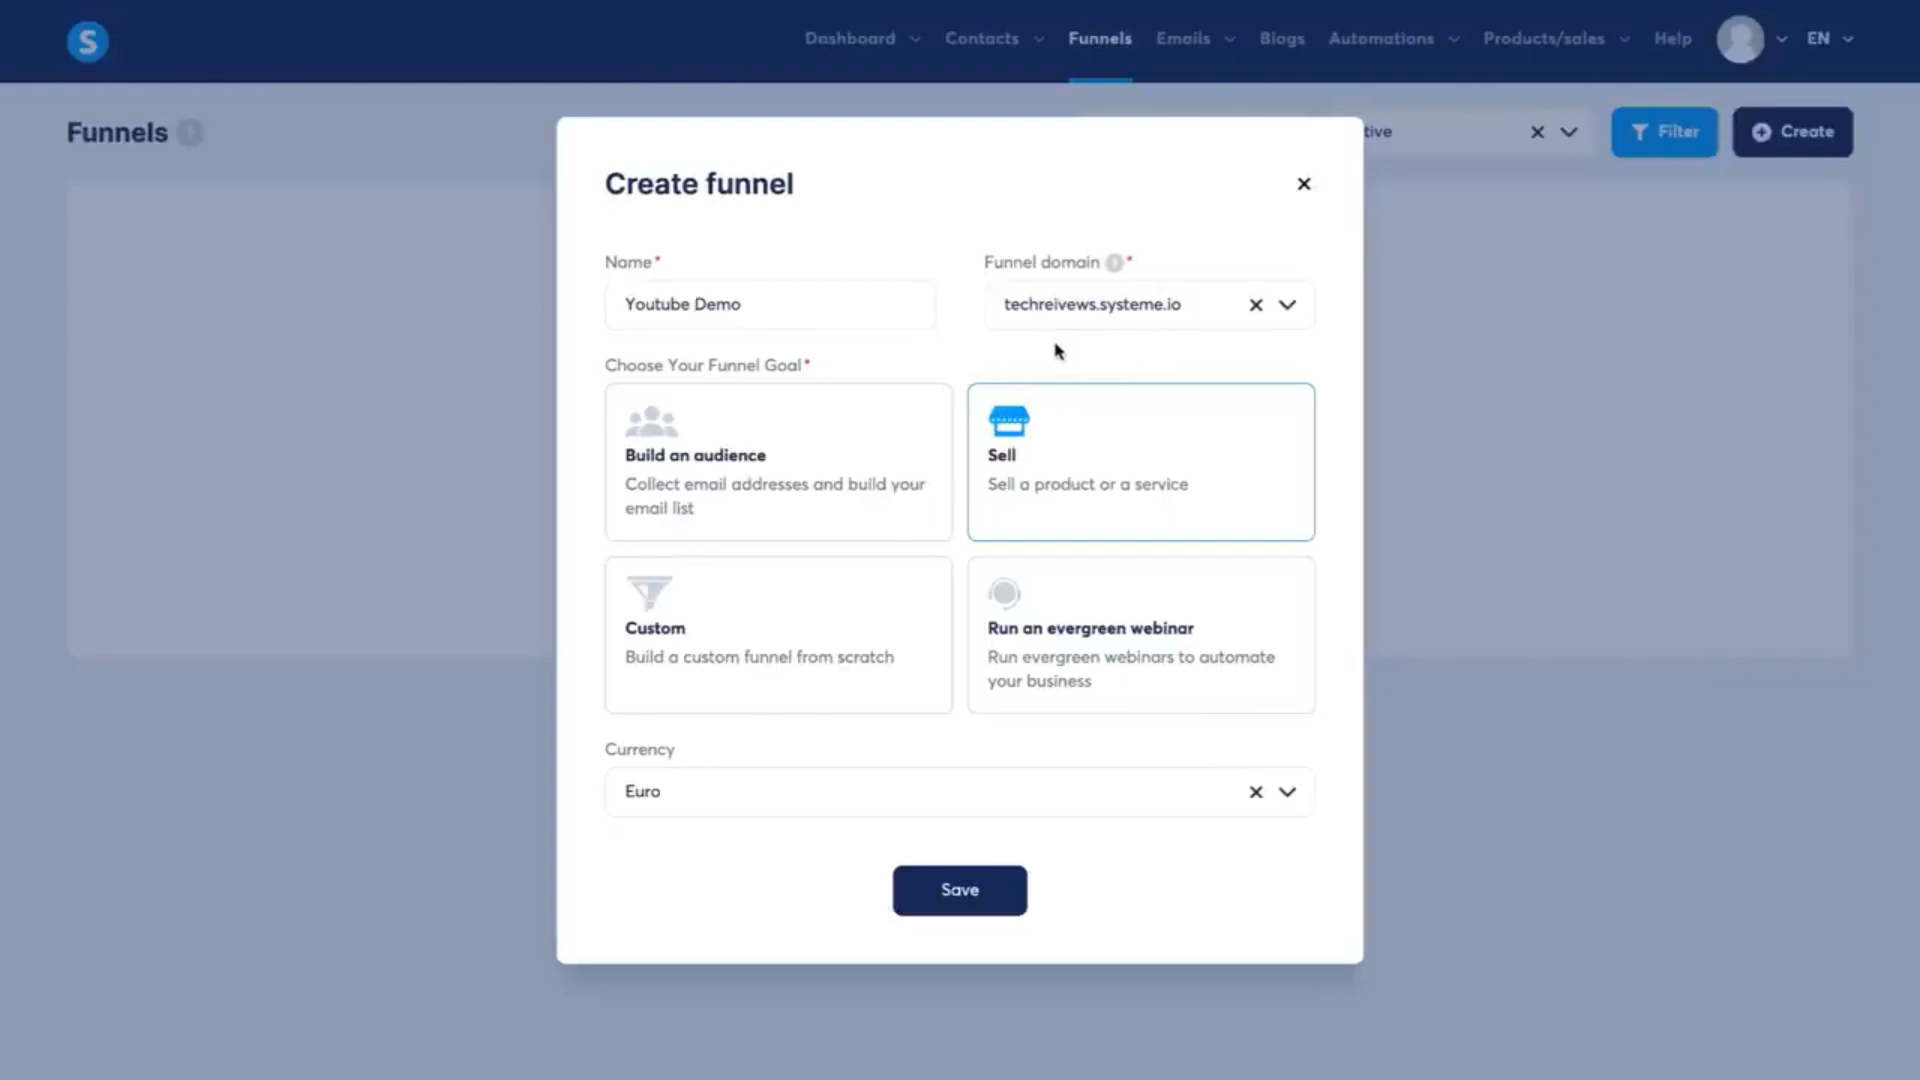 S
Dashboard Contacts Funnels Emails Blogs Automations Products/sales Help EN
Funnels
tive
Filter
Create
Create funnel
Name*
Funnel domain *
Youtube Demo
techreivews.systeme.io
Choose Your Funnel Goal*
Build an audience
Collect email addresses and build your
email list
Sell
Sell a product or a service
Custom
Build a custom funnel from scratch
Run an evergreen webinar
Run evergreen webinars to automate
your business
Currency
Euro
Save